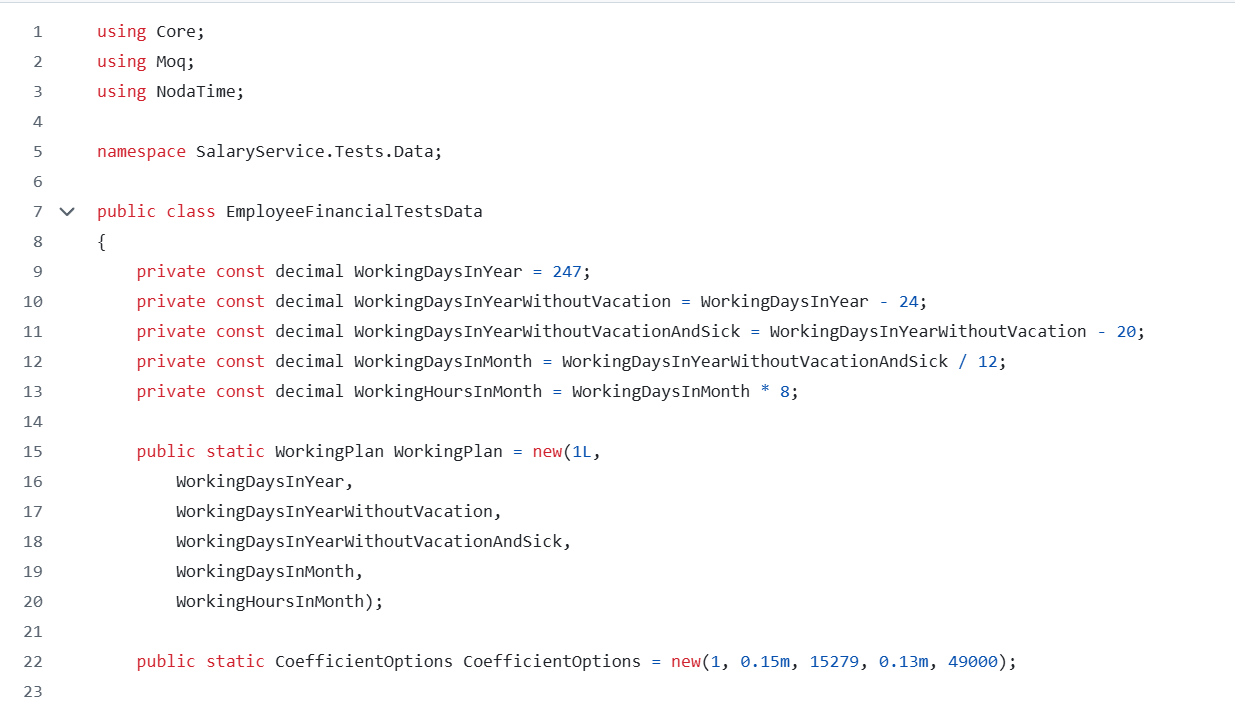 1 using Core;
2 using Moq;
3 using NodaTime;
4
5 namespace SalaryService.Tests.Data;
6
7 public class EmployeeFinancialTestsData
8 {
9 private const decimal WorkingDaysInYear = 247;
10 private const decimal WorkingDaysInYearWithoutVacation = WorkingDaysInYear - 24;
11 private const decimal WorkingDaysInYearWithoutVacationAndSick = WorkingDaysInYearWithoutVacation - 20;
12 private const decimal WorkingDaysInMonth = WorkingDaysInYearWithoutVacationAndSick / 12;
13 private const decimal WorkingHoursInMonth = WorkingDaysInMonth * 8;
14
15 public static WorkingPlan WorkingPlan = new(1L,
16 WorkingDaysInYear,
17 WorkingDaysInYearWithoutVacation,
18 WorkingDaysInYearWithoutVacationAndSick,
19 WorkingDaysInMonth,
20 WorkingHoursInMonth);
21
22 public static CoefficientOptions CoefficientOptions = new(1, 0.15m, 15279, 0.13m, 49000);
23